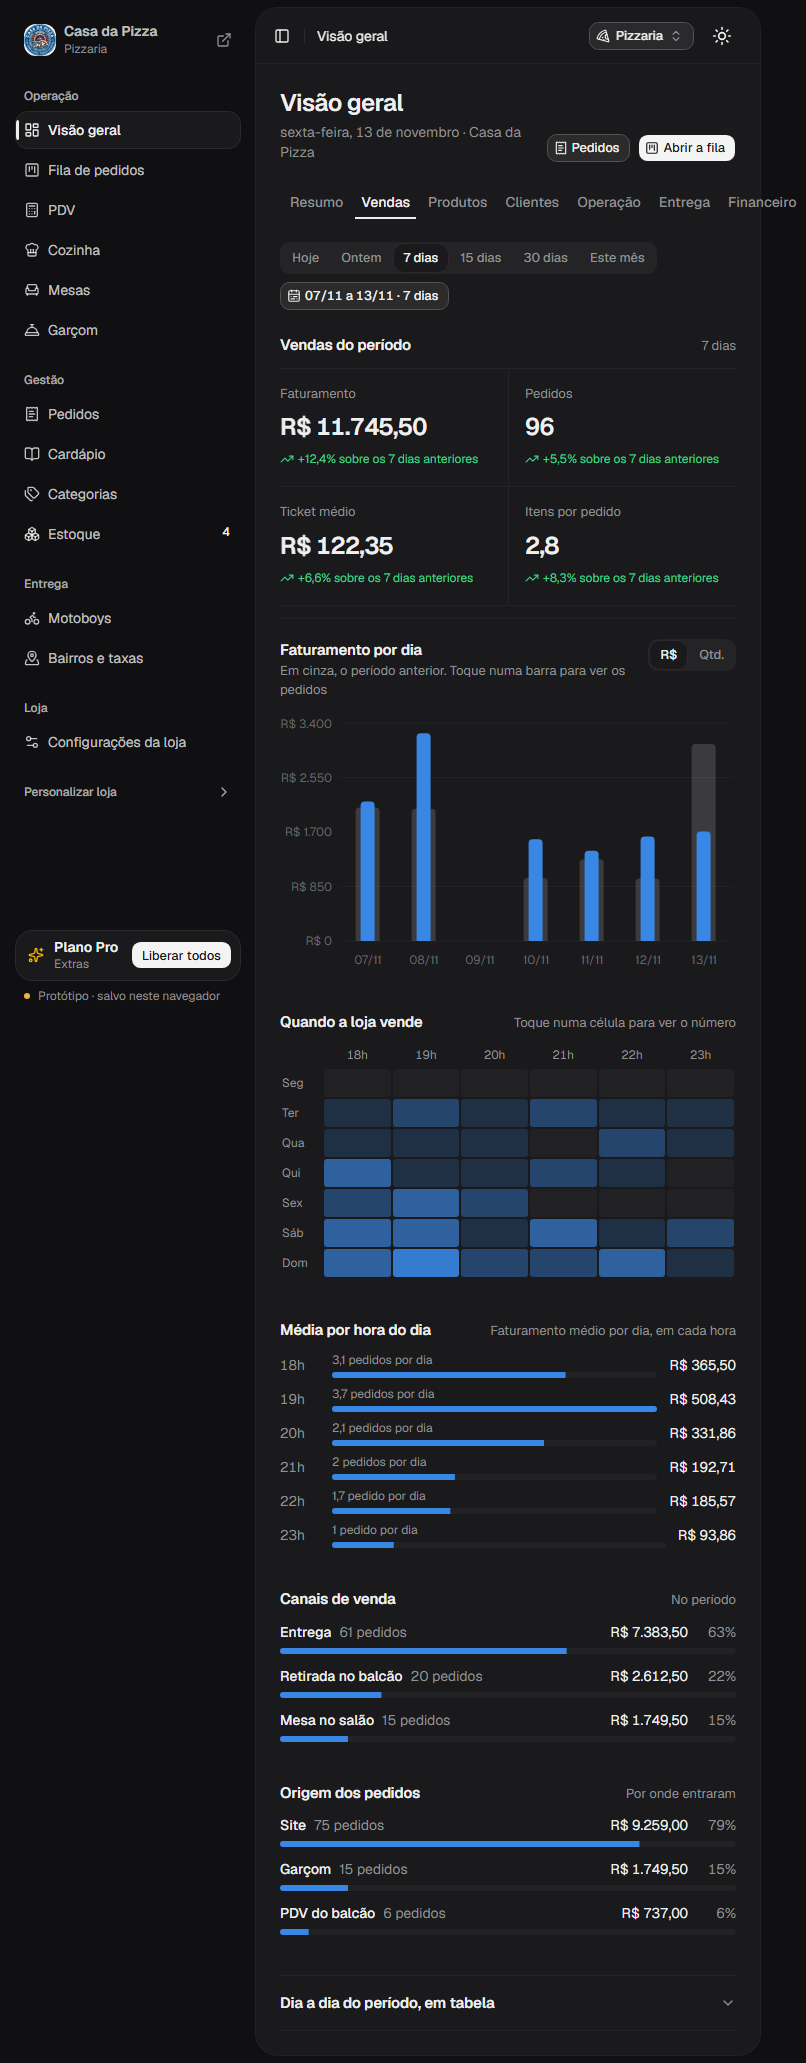 Casa da Pizza
Pizzaria
Operação
Visão geral
Fila de pedidos
PDV
Cozinha
Mesas
Garçom
Gestão
Pedidos
Cardápio
Categorias
Estoque 4
Entrega
Motoboys
Bairros e taxas
Loja
Configurações da loja
Personalizar loja
Plano Pro
Extras
Liberar todos
Protótipo · salvo neste navegador
Visão geral
Pizzaria
Visão geral
sexta-feira, 13 de novembro · Casa da
Pizza
Pedidos
Abrir a fila
Resumo Vendas Produtos Clientes Operação Entrega Financeiro
Hoje Ontem 7 dias 15 dias 30 dias Este mês
07/11 a 13/11 · 7 dias
Vendas do período 7 dias
Faturamento
R$ 11.745,50
+12,4% sobre os 7 dias anteriores
Pedidos
96
+5,5% sobre os 7 dias anteriores
Ticket médio
R$ 122,35
+6,6% sobre os 7 dias anteriores
Itens por pedido
2,8
+8,3% sobre os 7 dias anteriores
Faturamento por dia
Em cinza, o período anterior. Toque numa barra para ver os
pedidos
R$ Qtd.
R$ 3.400
R$ 2.550
R$ 1.700
R$ 850
R$ 0
07/11 08/11 09/11 10/11 11/11 12/11 13/11
Quando a loja vende Toque numa célula para ver o número
18h 19h 20h 21h 22h 23h
Seg
Ter
Qua
Qui
Sex
Sáb
Dom
Média por hora do dia Faturamento médio por dia, em cada hora
18h 3,1 pedidos por dia R$ 365,50
19h 3,7 pedidos por dia R$ 508,43
20h 2,1 pedidos por dia R$ 331,86
21h 2 pedidos por dia R$ 192,71
22h 1,7 pedido por dia R$ 185,57
23h 1 pedido por dia R$ 93,86
Canais de venda No período
Entrega 61 pedidos R$ 7.383,50 63%
Retirada no balcão 20 pedidos R$ 2.612,50 22%
Mesa no salão 15 pedidos R$ 1.749,50 15%
Origem dos pedidos Por onde entraram
Site 75 pedidos R$ 9.259,00 79%
Garçom 15 pedidos R$ 1.749,50 15%
PDV do balcão 6 pedidos R$ 737,00 6%
Dia a dia do período, em tabela